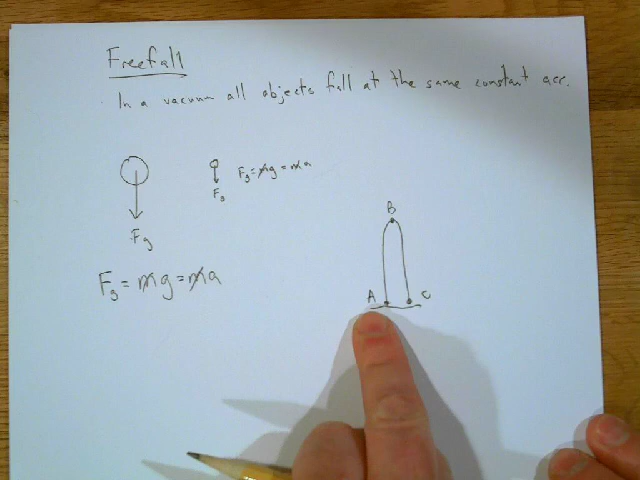 Freefall
In a vacuum all objects fall at the same constant acc.
Fg=mg=ma
Fg
Fg
Fg=mg=ma
B
A C